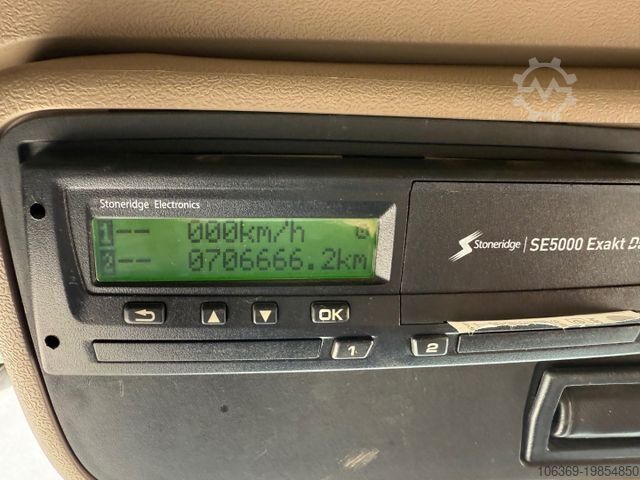 Stoneridge Electronics
1-- 000km/h
2-- 0706666.2km
Stoneridge | SE5000 Exakt
OK
1
2
106369-19854850